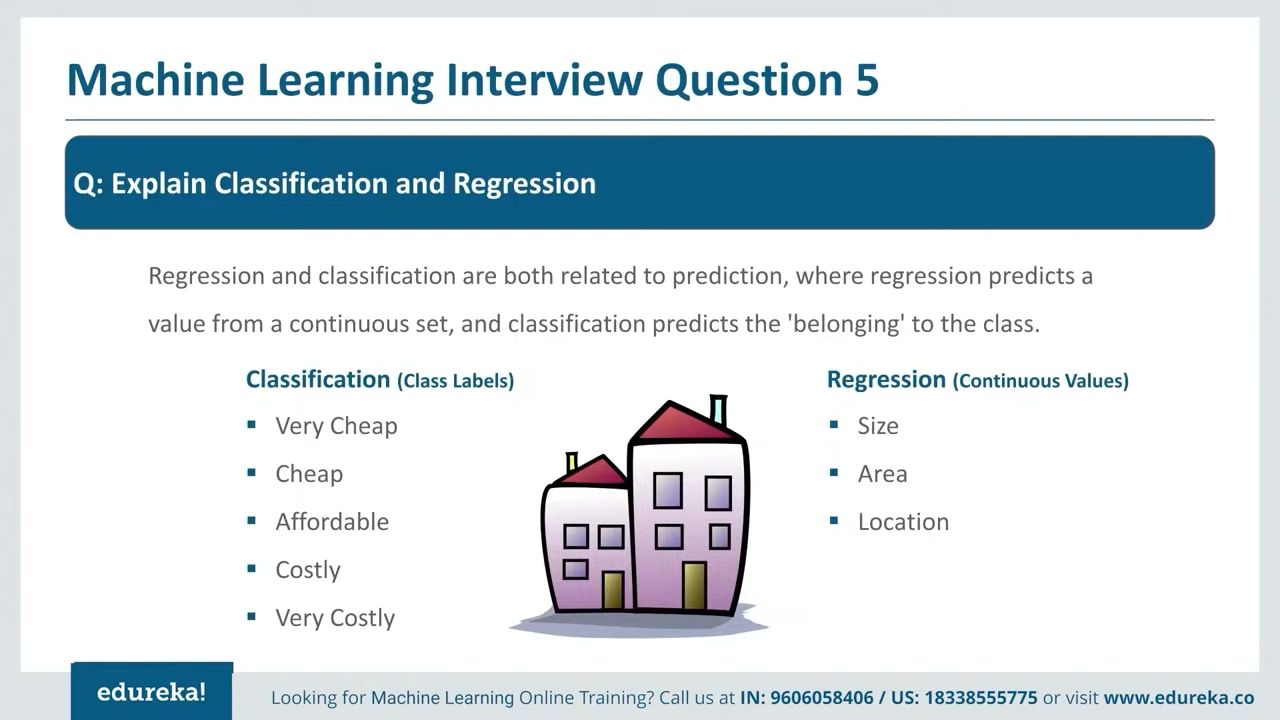 Machine Learning Interview Question 5
Q: Explain Classification and Regression
Regression and classification are both related to prediction, where regression predicts a
value from a continuous set, and classification predicts the 'belonging' to the class.
Classification (Class Labels)
Very Cheap
Cheap
Affordable
Costly
Very Costly
Regression (Continuous Values)
Size
Area
Location
edureka!
Looking for Machine Learning Online Training? Call us at IN: 9606058406 / US: 18338555775 or visit www.edureka.co